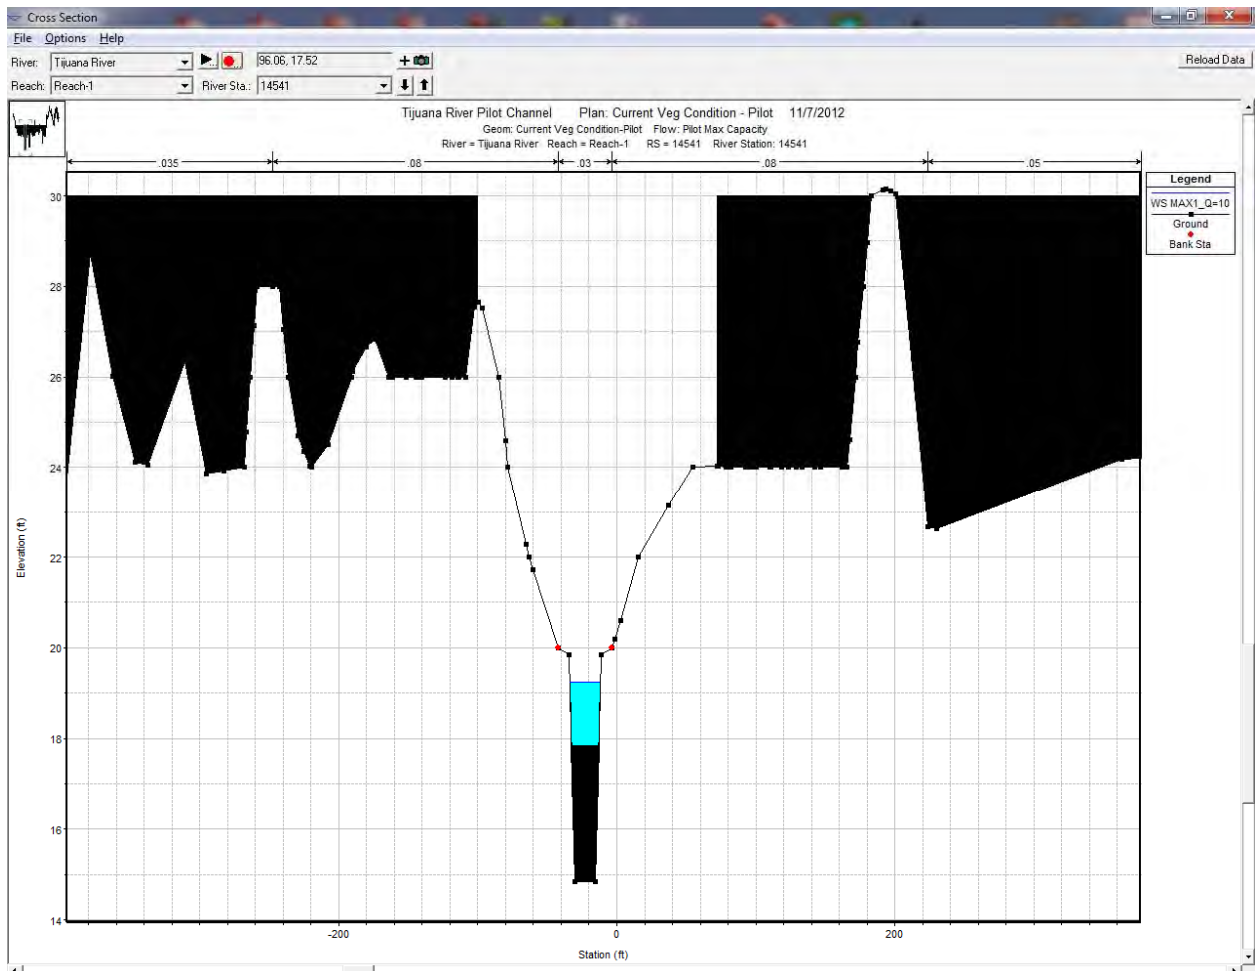 Cross Section
File Options Help
River: Tijuana River 96.06, 17.52 Reload Data
Reach: Reach-1 River Sta.: 14541
Tijuana River Pilot Channel Plan: Current Veg Condition - Pilot 11/7/2012
Geom: Current Veg Condition-Pilot Flow: Pilot Max Capacity
River = Tijuana River Reach = Reach-1 RS = 14541 River Station: 14541
.035 .08 .03 .08 .05
Legend
WS MAX1_Q=10
Ground
Bank Sta
30
28
26
24
22
20
18
16
14
Elevation (ft)
-200 0 200
Station (ft)